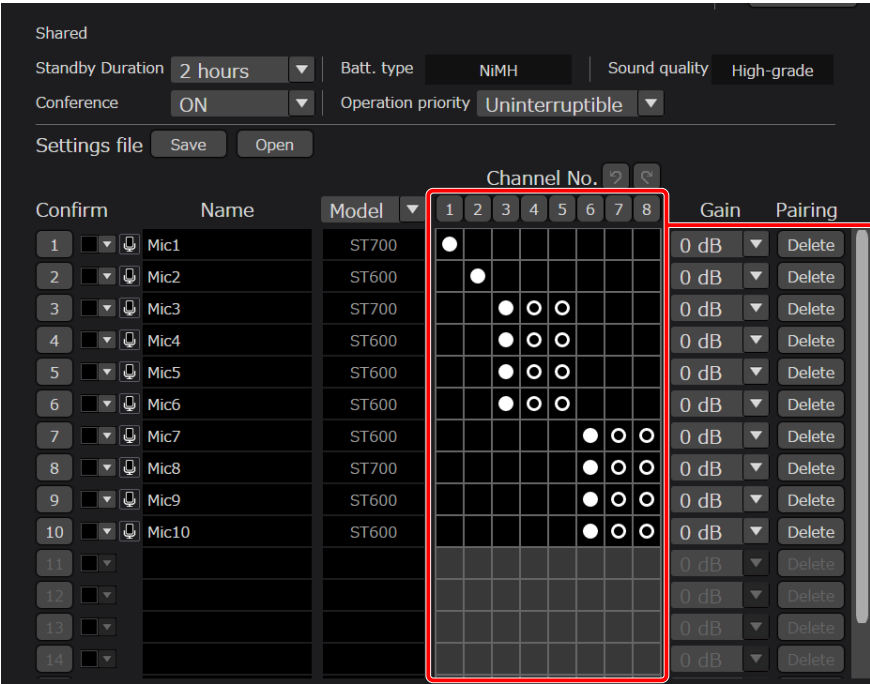 Shared
Standby Duration 2 hours Batt. type NiMH Sound quality High-grade
Conference ON Operation priority Uninterruptible
Settings file Save Open
Channel No.
Confirm Name Model 1 2 3 4 5 6 7 8 Gain Pairing
1 Mic1 ST700 0 dB Delete
2 Mic2 ST600 0 dB Delete
3 Mic3 ST700 0 dB Delete
4 Mic4 ST600 0 dB Delete
5 Mic5 ST600 0 dB Delete
6 Mic6 ST600 0 dB Delete
7 Mic7 ST600 0 dB Delete
8 Mic8 ST700 0 dB Delete
9 Mic9 ST600 0 dB Delete
10 Mic10 ST600 0 dB Delete
11 0 dB Delete
12 0 dB Delete
13 0 dB Delete
14 0 dB Delete